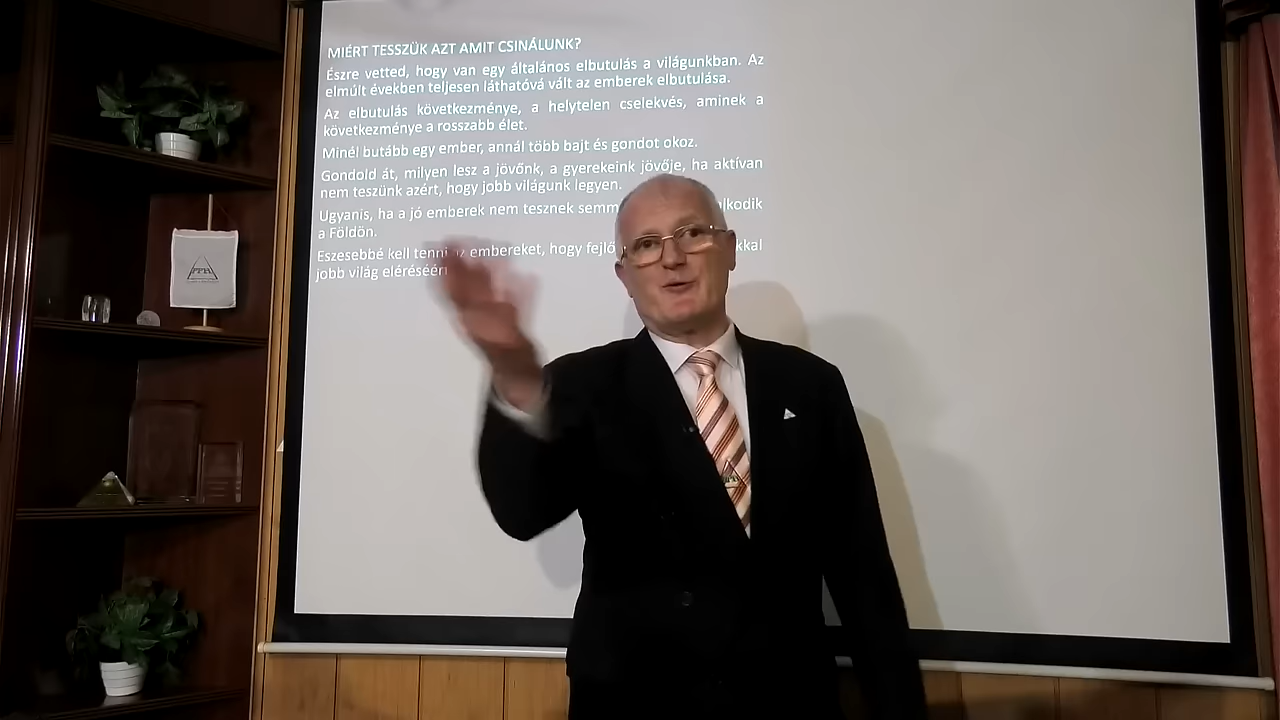 MIÉRT TESSZÜK AZT AMIT CSINÁLUNK?
Észre vetted, hogy van egy általános elbutulás a világunkban. Az
elmúlt években teljesen láthatóvá vált az emberek elbutulása.
Az elbutulás következménye, a helytelen cselekvés, aminek a
következménye a rosszabb élet.
Minél butább egy ember, annál több bajt és gondot okoz.
Gondold át, milyen lesz a jövőnk, a gyerekeink jövője, ha aktívan
nem teszünk azért, hogy jobb világunk legyen.
Ugyanis, ha a jó emberek nem tesznek
a Földön.
Eszesebbé kell tenni az embereket, hogy
jobb világ